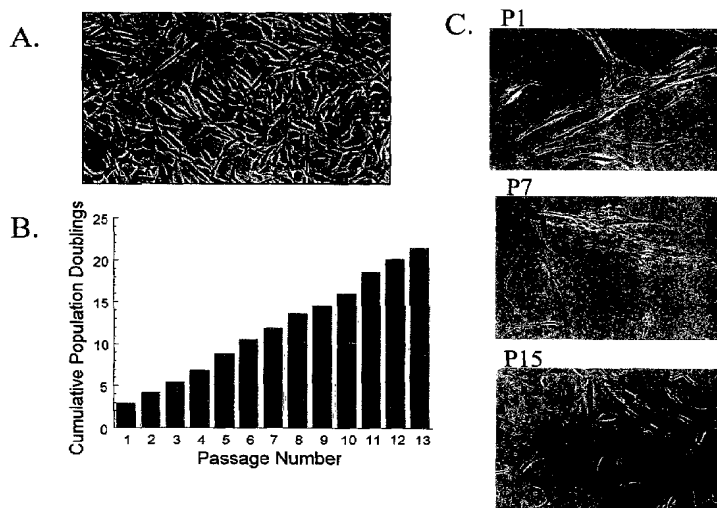 A.
B.
Cumulative Population Doublings
25
20
15
10
5
0
1 2 3 4 5 6 7 8 9 10 11 12 13
Passage Number
C.
P1
P7
P15